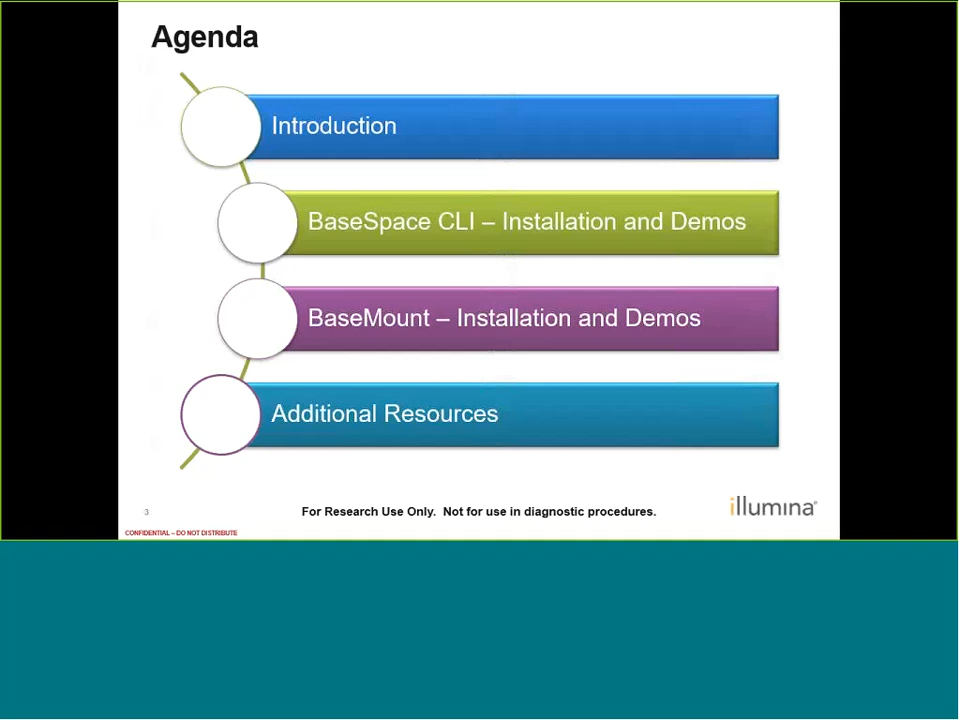 Agenda
Introduction
BaseSpace CLI – Installation and Demos
BaseMount – Installation and Demos
Additional Resources
3
For Research Use Only.  Not for use in diagnostic procedures.
illumina®
CONFIDENTIAL – DO NOT DISTRIBUTE